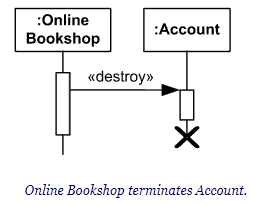 :Online
Bookshop
:Account
«destroy»
Online Bookshop terminates Account.